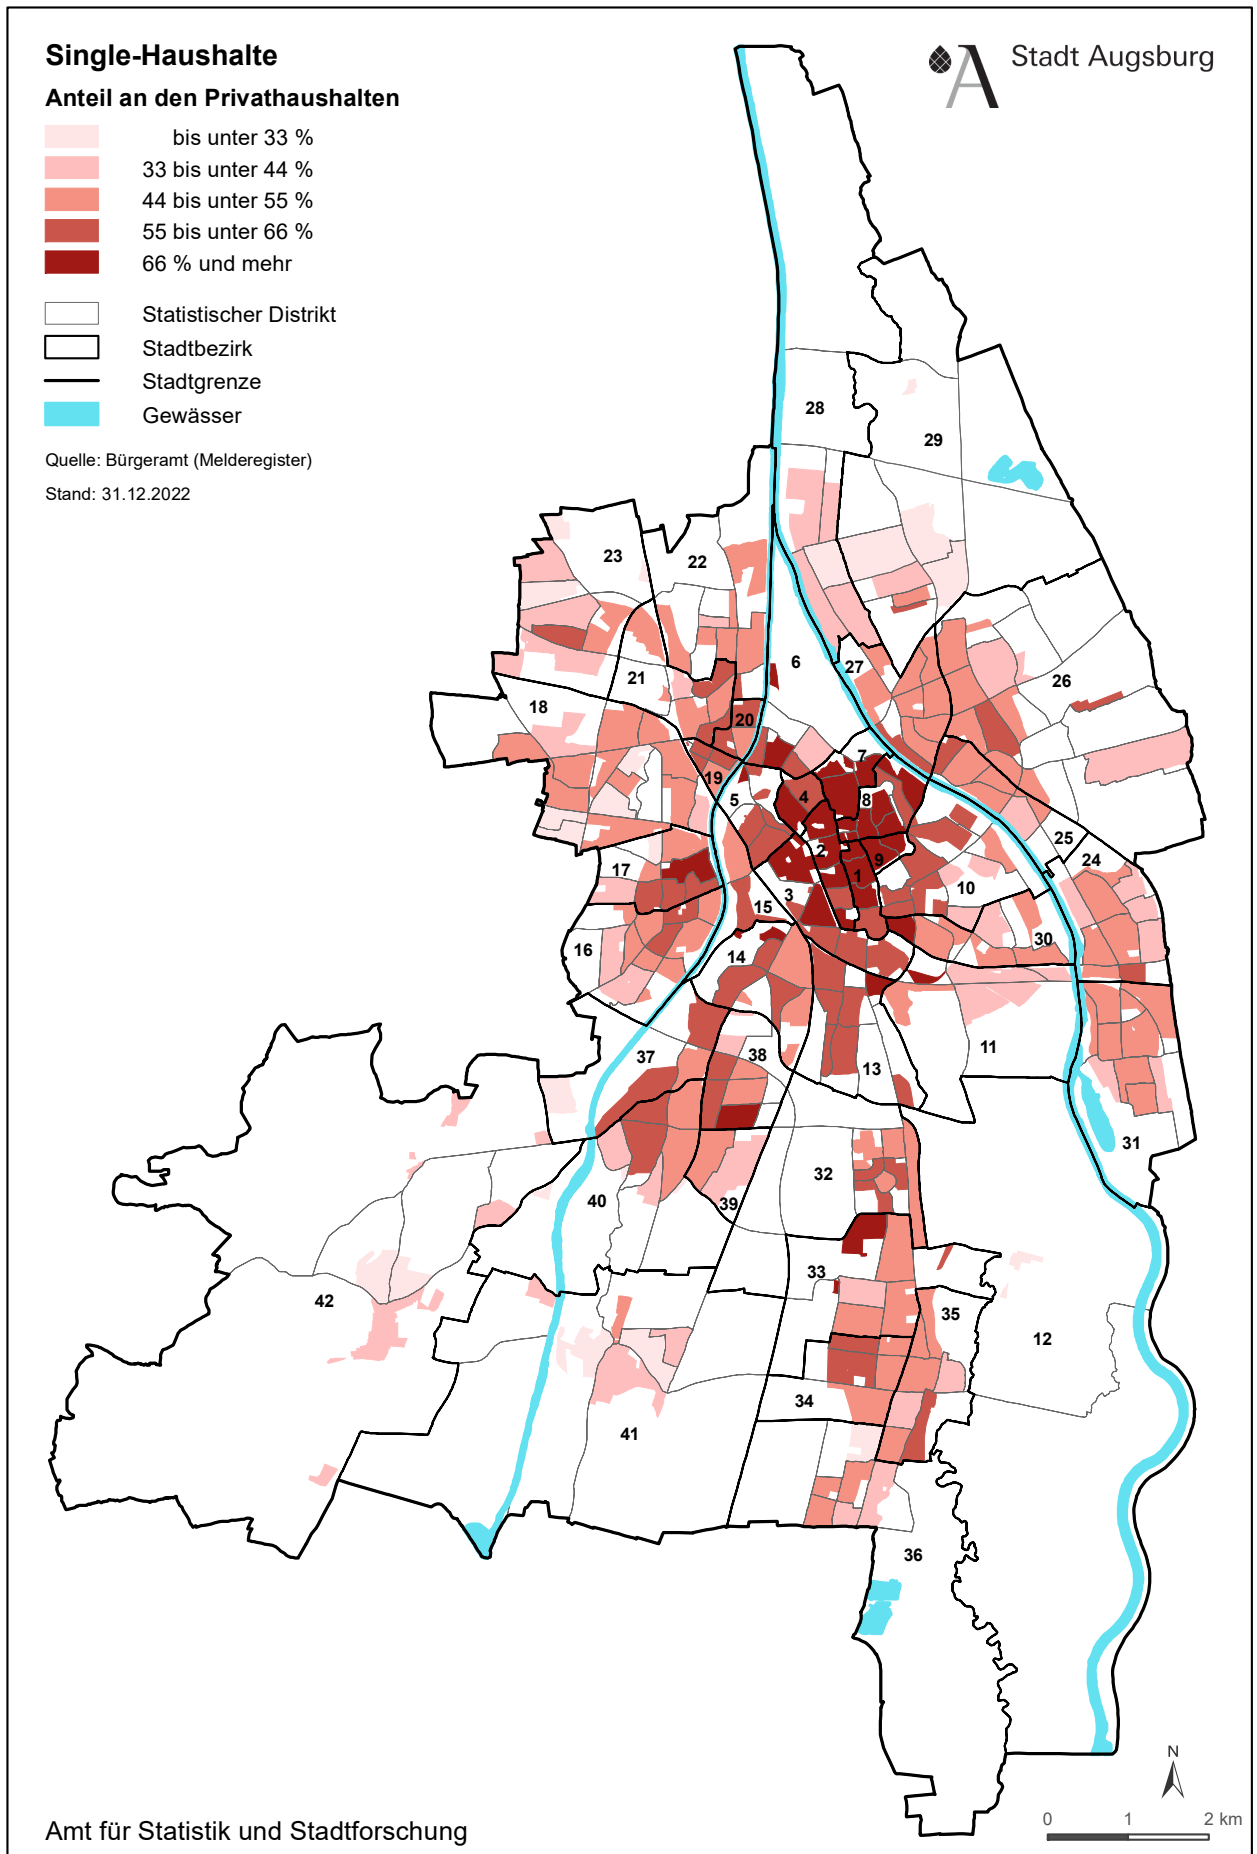 Single-Haushalte
Anteil an den Privathaushalten
bis unter 33 %
33 bis unter 44 %
44 bis unter 55 %
55 bis unter 66 %
66 % und mehr
Statistischer Distrikt
Stadtbezirk
Stadtgrenze
Gewässer
Quelle: Bürgeramt (Melderegister)
Stand: 31.12.2022
A Stadt Augsburg
28
29
23
22
6
27
21
26
18
20
7
19
5
4
8
25
2
24
17
9
1
10
3
15
30
16
14
37
38
11
13
31
32
40
39
33
42
35
12
34
41
36
N
0 1 2 km
Amt für Statistik und Stadtforschung